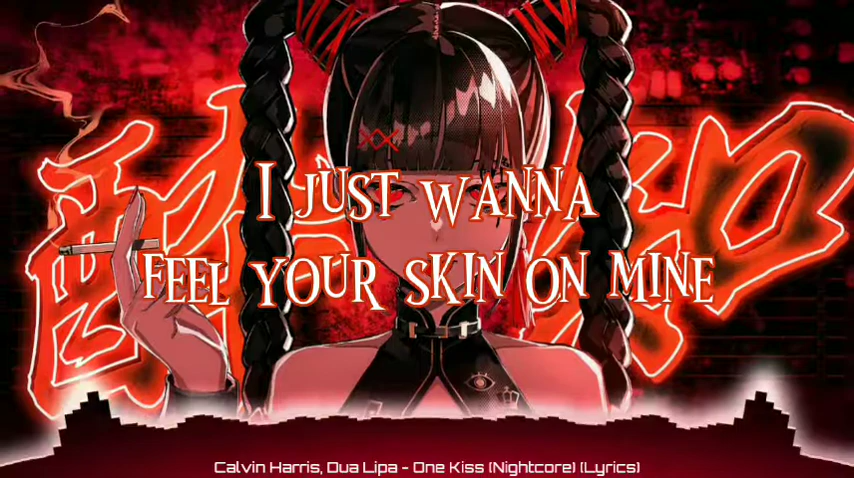 I JUST WANNA
FEEL YOUR SKIN ON MINE
Calvin Harris, Dua Lipa - One Kiss (Nightcore) (Lyrics)